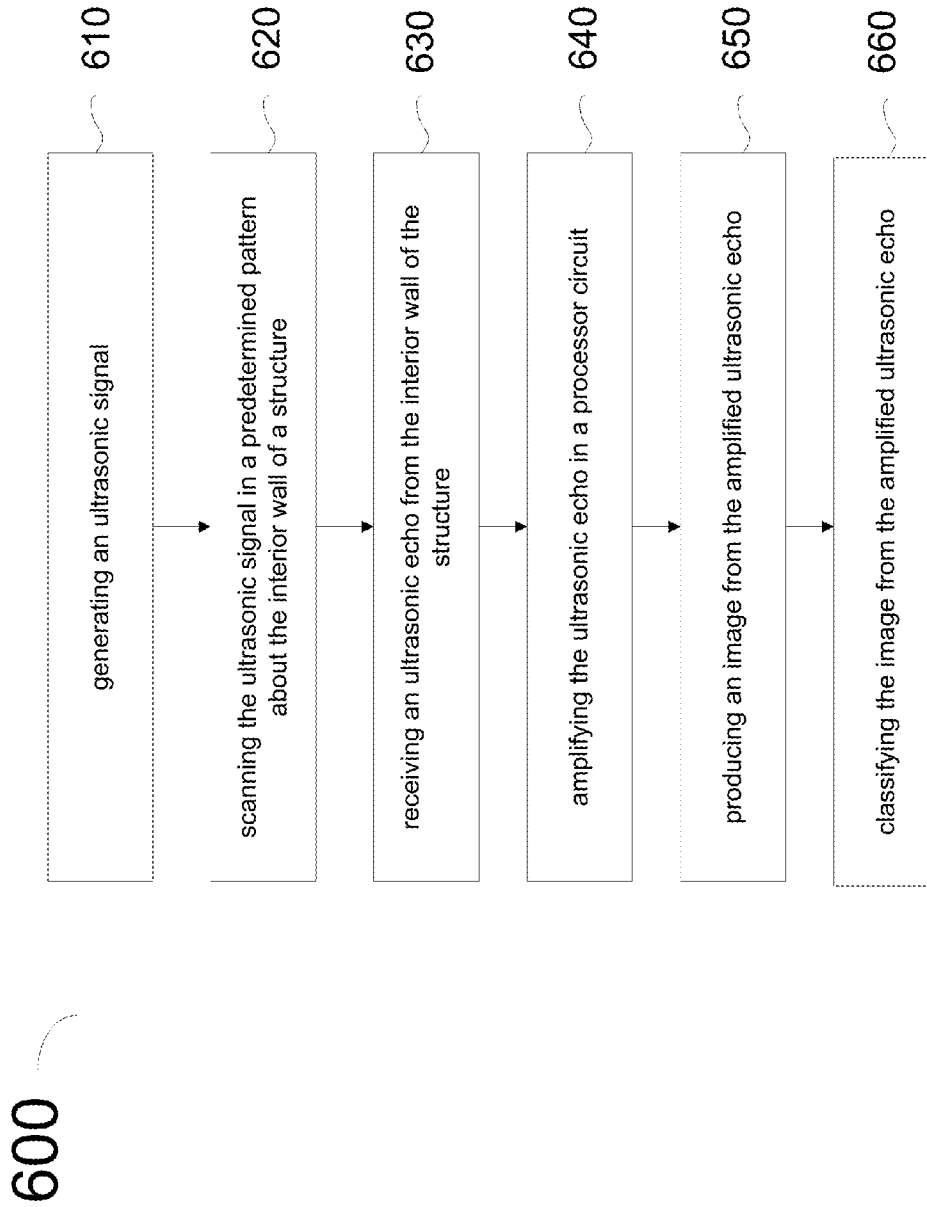 600
generating an ultrasonic signal
610
scanning the ultrasonic signal in a predetermined pattern
about the interior wall of a structure
620
receiving an ultrasonic echo from the interior wall of the
structure
630
amplifying the ultrasonic echo in a processor circuit
640
producing an image from the amplified ultrasonic echo
650
classifying the image from the amplified ultrasonic echo
660